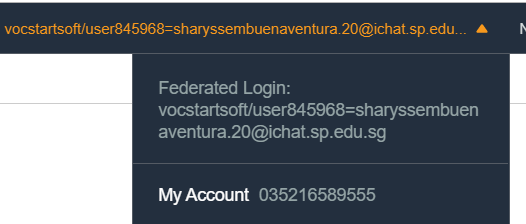 vocstartsoft/user845968=sharyssembuenaventura.20@ichat.sp.edu...
N
Federated Login:
vocstartsoft/user845968=sharyssembuen
aventura.20@ichat.sp.edu.sg
My Account 035216589555